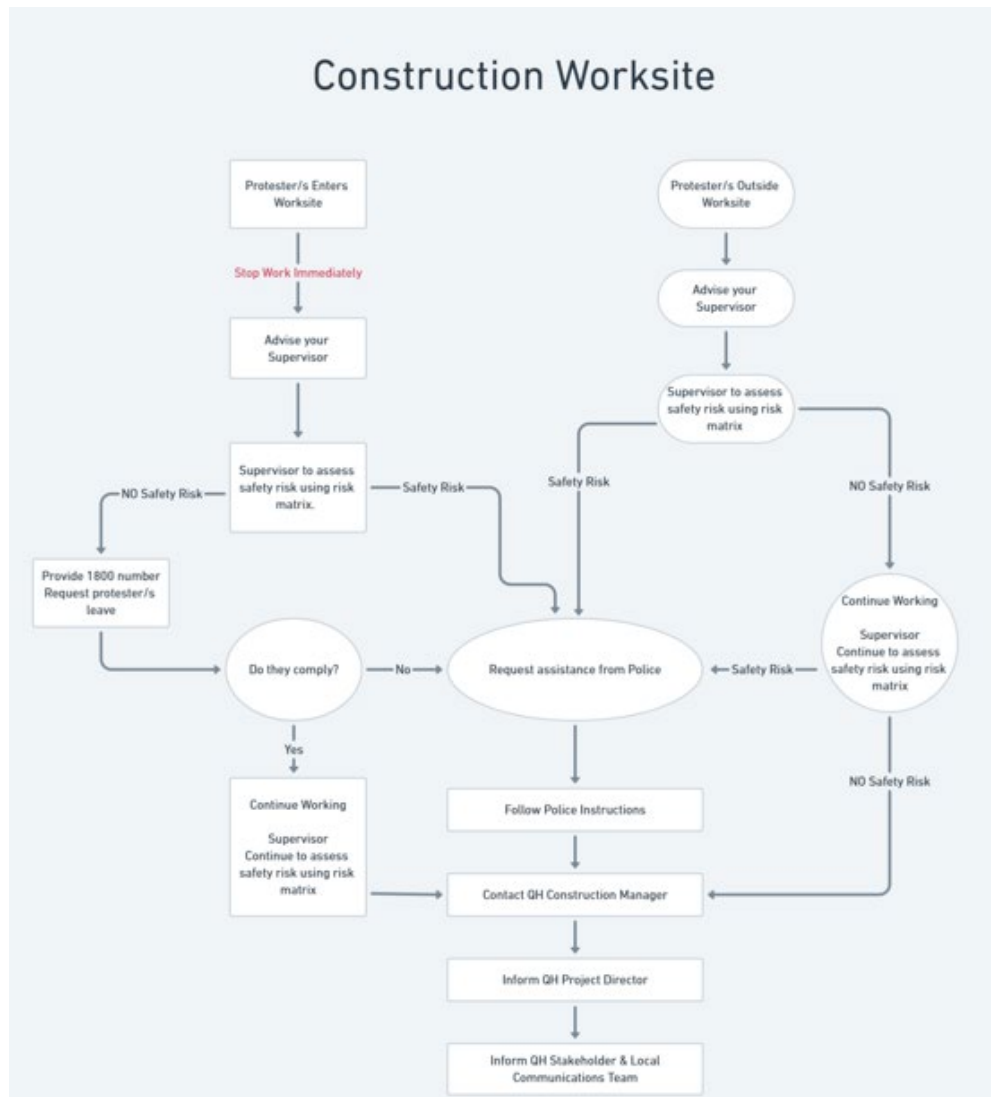 Construction Worksite
Protester/s Enters
Worksite
Stop Work Immediately
Advise your
Supervisor
Supervisor to assess
safety risk using risk
matrix.
NO Safety Risk
Safety Risk
Provide 1800 number
Request protester/s
leave
Do they comply?
No
Yes
Continue Working
Supervisor
Continue to assess
safety risk using risk
matrix
Protester/s Outside
Worksite
Advise your
Supervisor
Supervisor to assess
safety risk using risk
matrix
Safety Risk
NO Safety Risk
Continue Working
Supervisor
Continue to assess
safety risk using risk
matrix
Safety Risk
NO Safety Risk
Request assistance from Police
Follow Police Instructions
Contact QH Construction Manager
Inform QH Project Director
Inform QH Stakeholder & Local
Communications Team